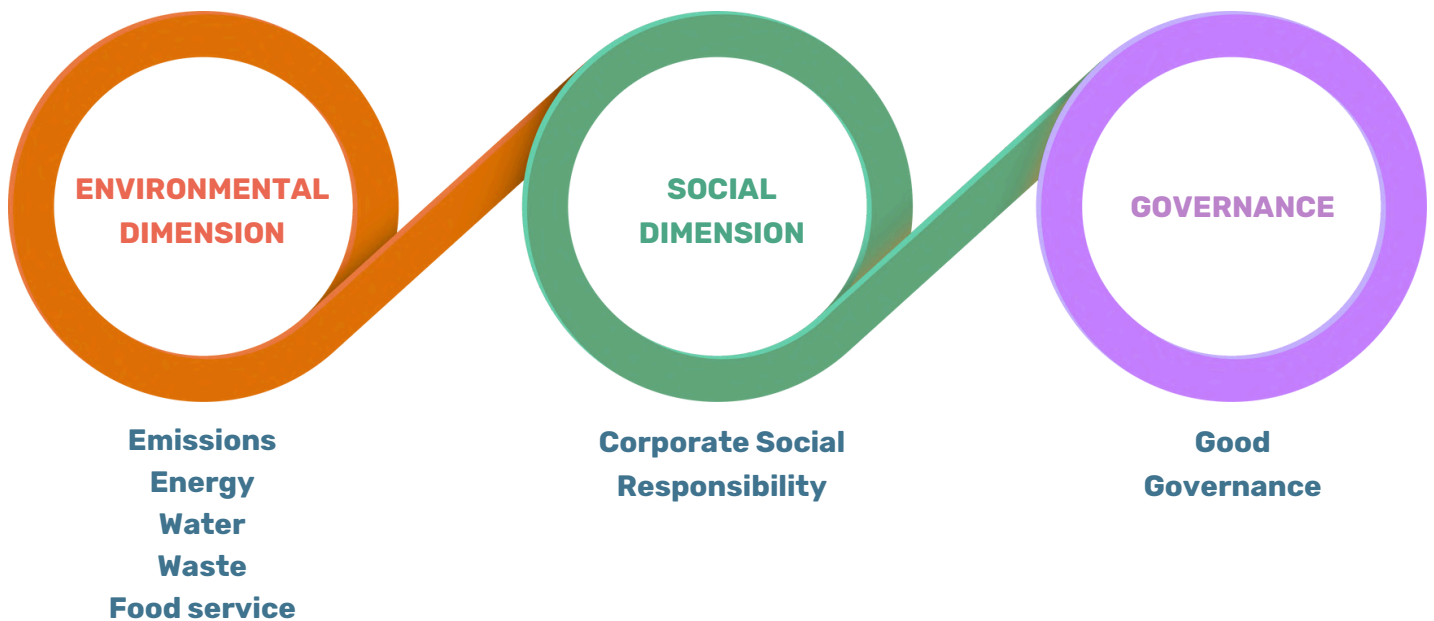 ENVIRONMENTAL
DIMENSION
Emissions
Energy
Water
Waste
Food service
SOCIAL
DIMENSION
Corporate Social
Responsibility
GOVERNANCE
Good
Governance